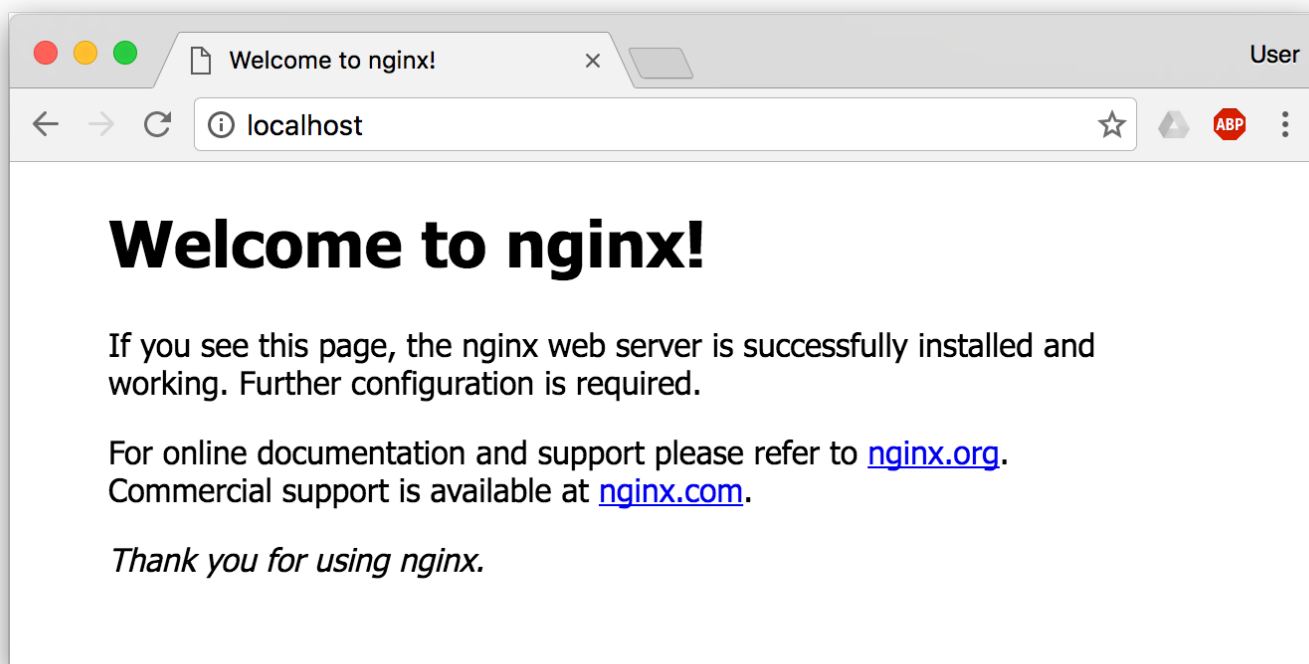 Welcome to nginx!
User
localhost
ABP
Welcome to nginx!
If you see this page, the nginx web server is successfully installed and
working. Further configuration is required.
For online documentation and support please refer to nginx.org.
Commercial support is available at nginx.com.
Thank you for using nginx.